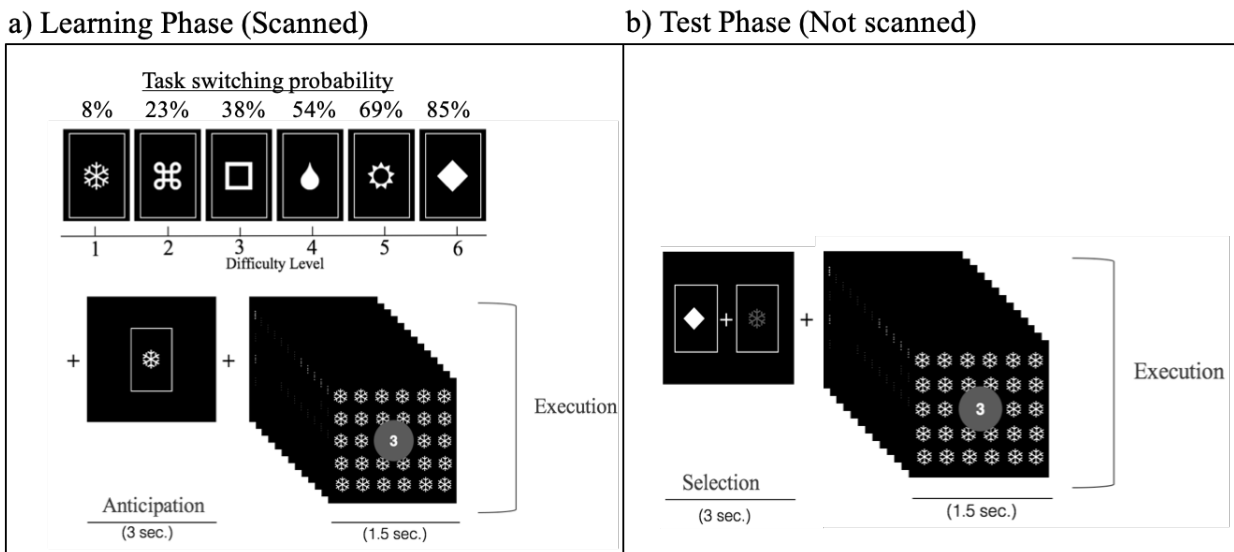 a) Learning Phase (Scanned)
b) Test Phase (Not scanned)
Task switching probability
8% 23% 38% 54% 69% 85%
1 2 3 4 5 6
Difficulty Level
+ +
3
Execution
Anticipation
(3 sec.)
(1.5 sec.)
+ +
3
Execution
Selection
(3 sec.)
(1.5 sec.)